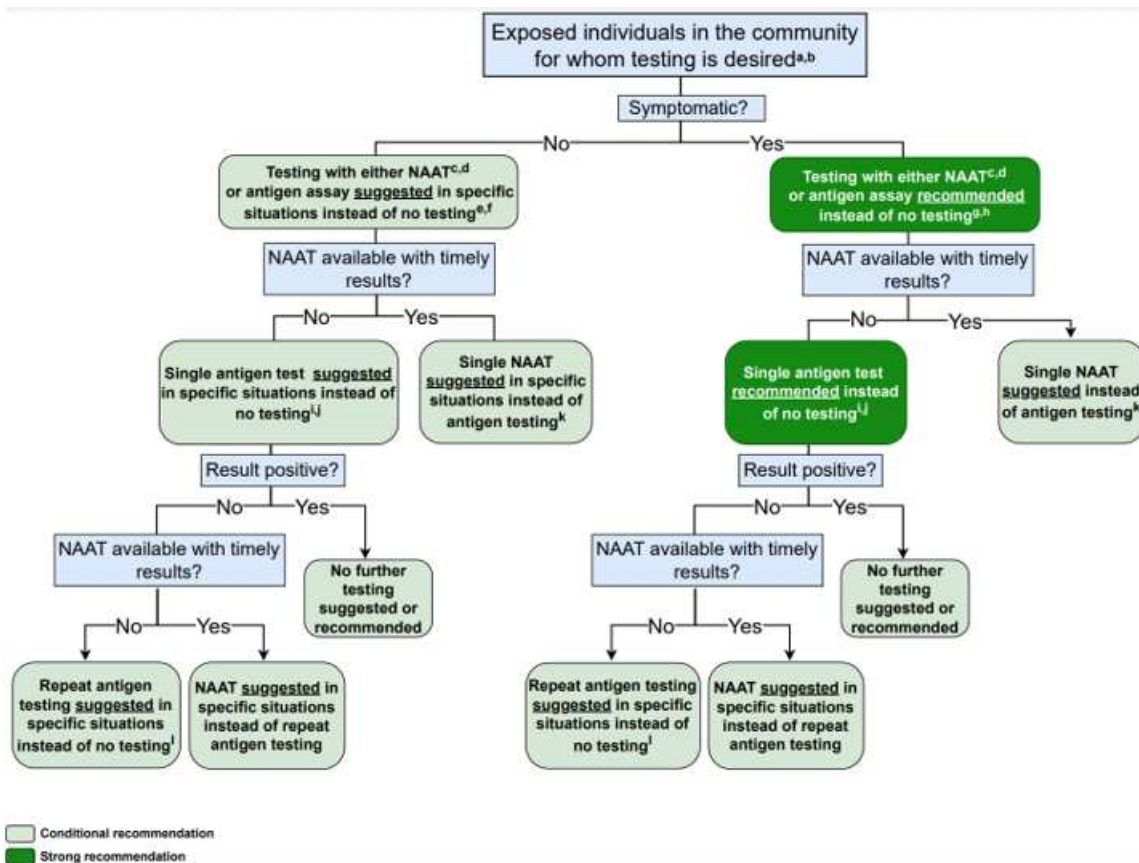 Exposed individuals in the community
for whom testing is desiredᵃ,ᵇ
Symptomatic?
No
Yes
Testing with either NAATᶜ,ᵈ
or antigen assay suggested in specific
situations instead of no testingᵉ,ᶠ
Testing with either NAATᶜ,ᵈ
or antigen assay recommended
instead of no testingᵍ,ʰ
NAAT available with timely
results?
NAAT available with timely
results?
No
Yes
No
Yes
Single antigen test suggested
in specific situations instead of
no testingⁱ,ʲ
Single NAAT
suggested in specific
situations instead of
antigen testingᵏ
Single antigen test
recommended instead
of no testingⁱ,ʲ
Single NAAT
suggested instead
of antigen testingᵏ
Result positive?
Result positive?
No
Yes
No
Yes
NAAT available with timely
results?
No further
testing
suggested or
recommended
NAAT available with timely
results?
No further
testing
suggested or
recommended
No
Yes
No
Yes
Repeat antigen
testing suggested in
specific situations
instead of no testingˡ
NAAT suggested in
specific situations
instead of repeat
antigen testing
Repeat antigen testing
suggested in specific
situations instead of
no testingˡ
NAAT suggested in
specific situations
instead of repeat
antigen testing
Conditional recommendation
Strong recommendation